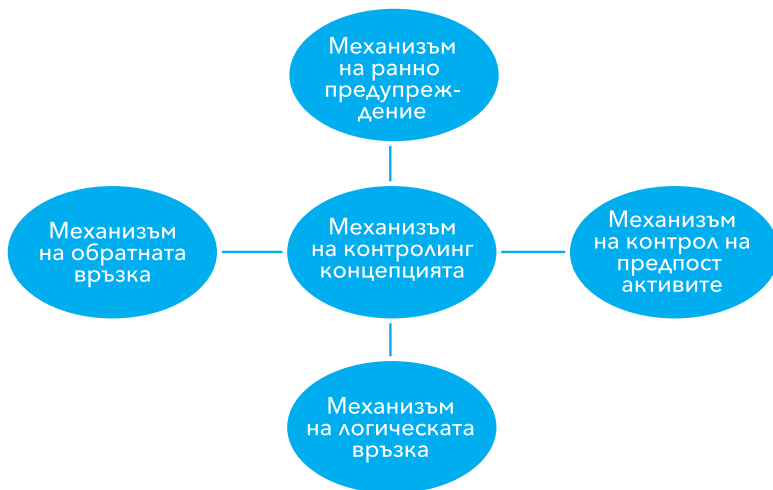 Механизъм
на ранно
предупреж-
дение
Механизъм
на обратната
връзка
Механизъм
на контролинг
концепцията
Механизъм
на контрол на
предпост
активите
Механизъм
на логическата
връзка